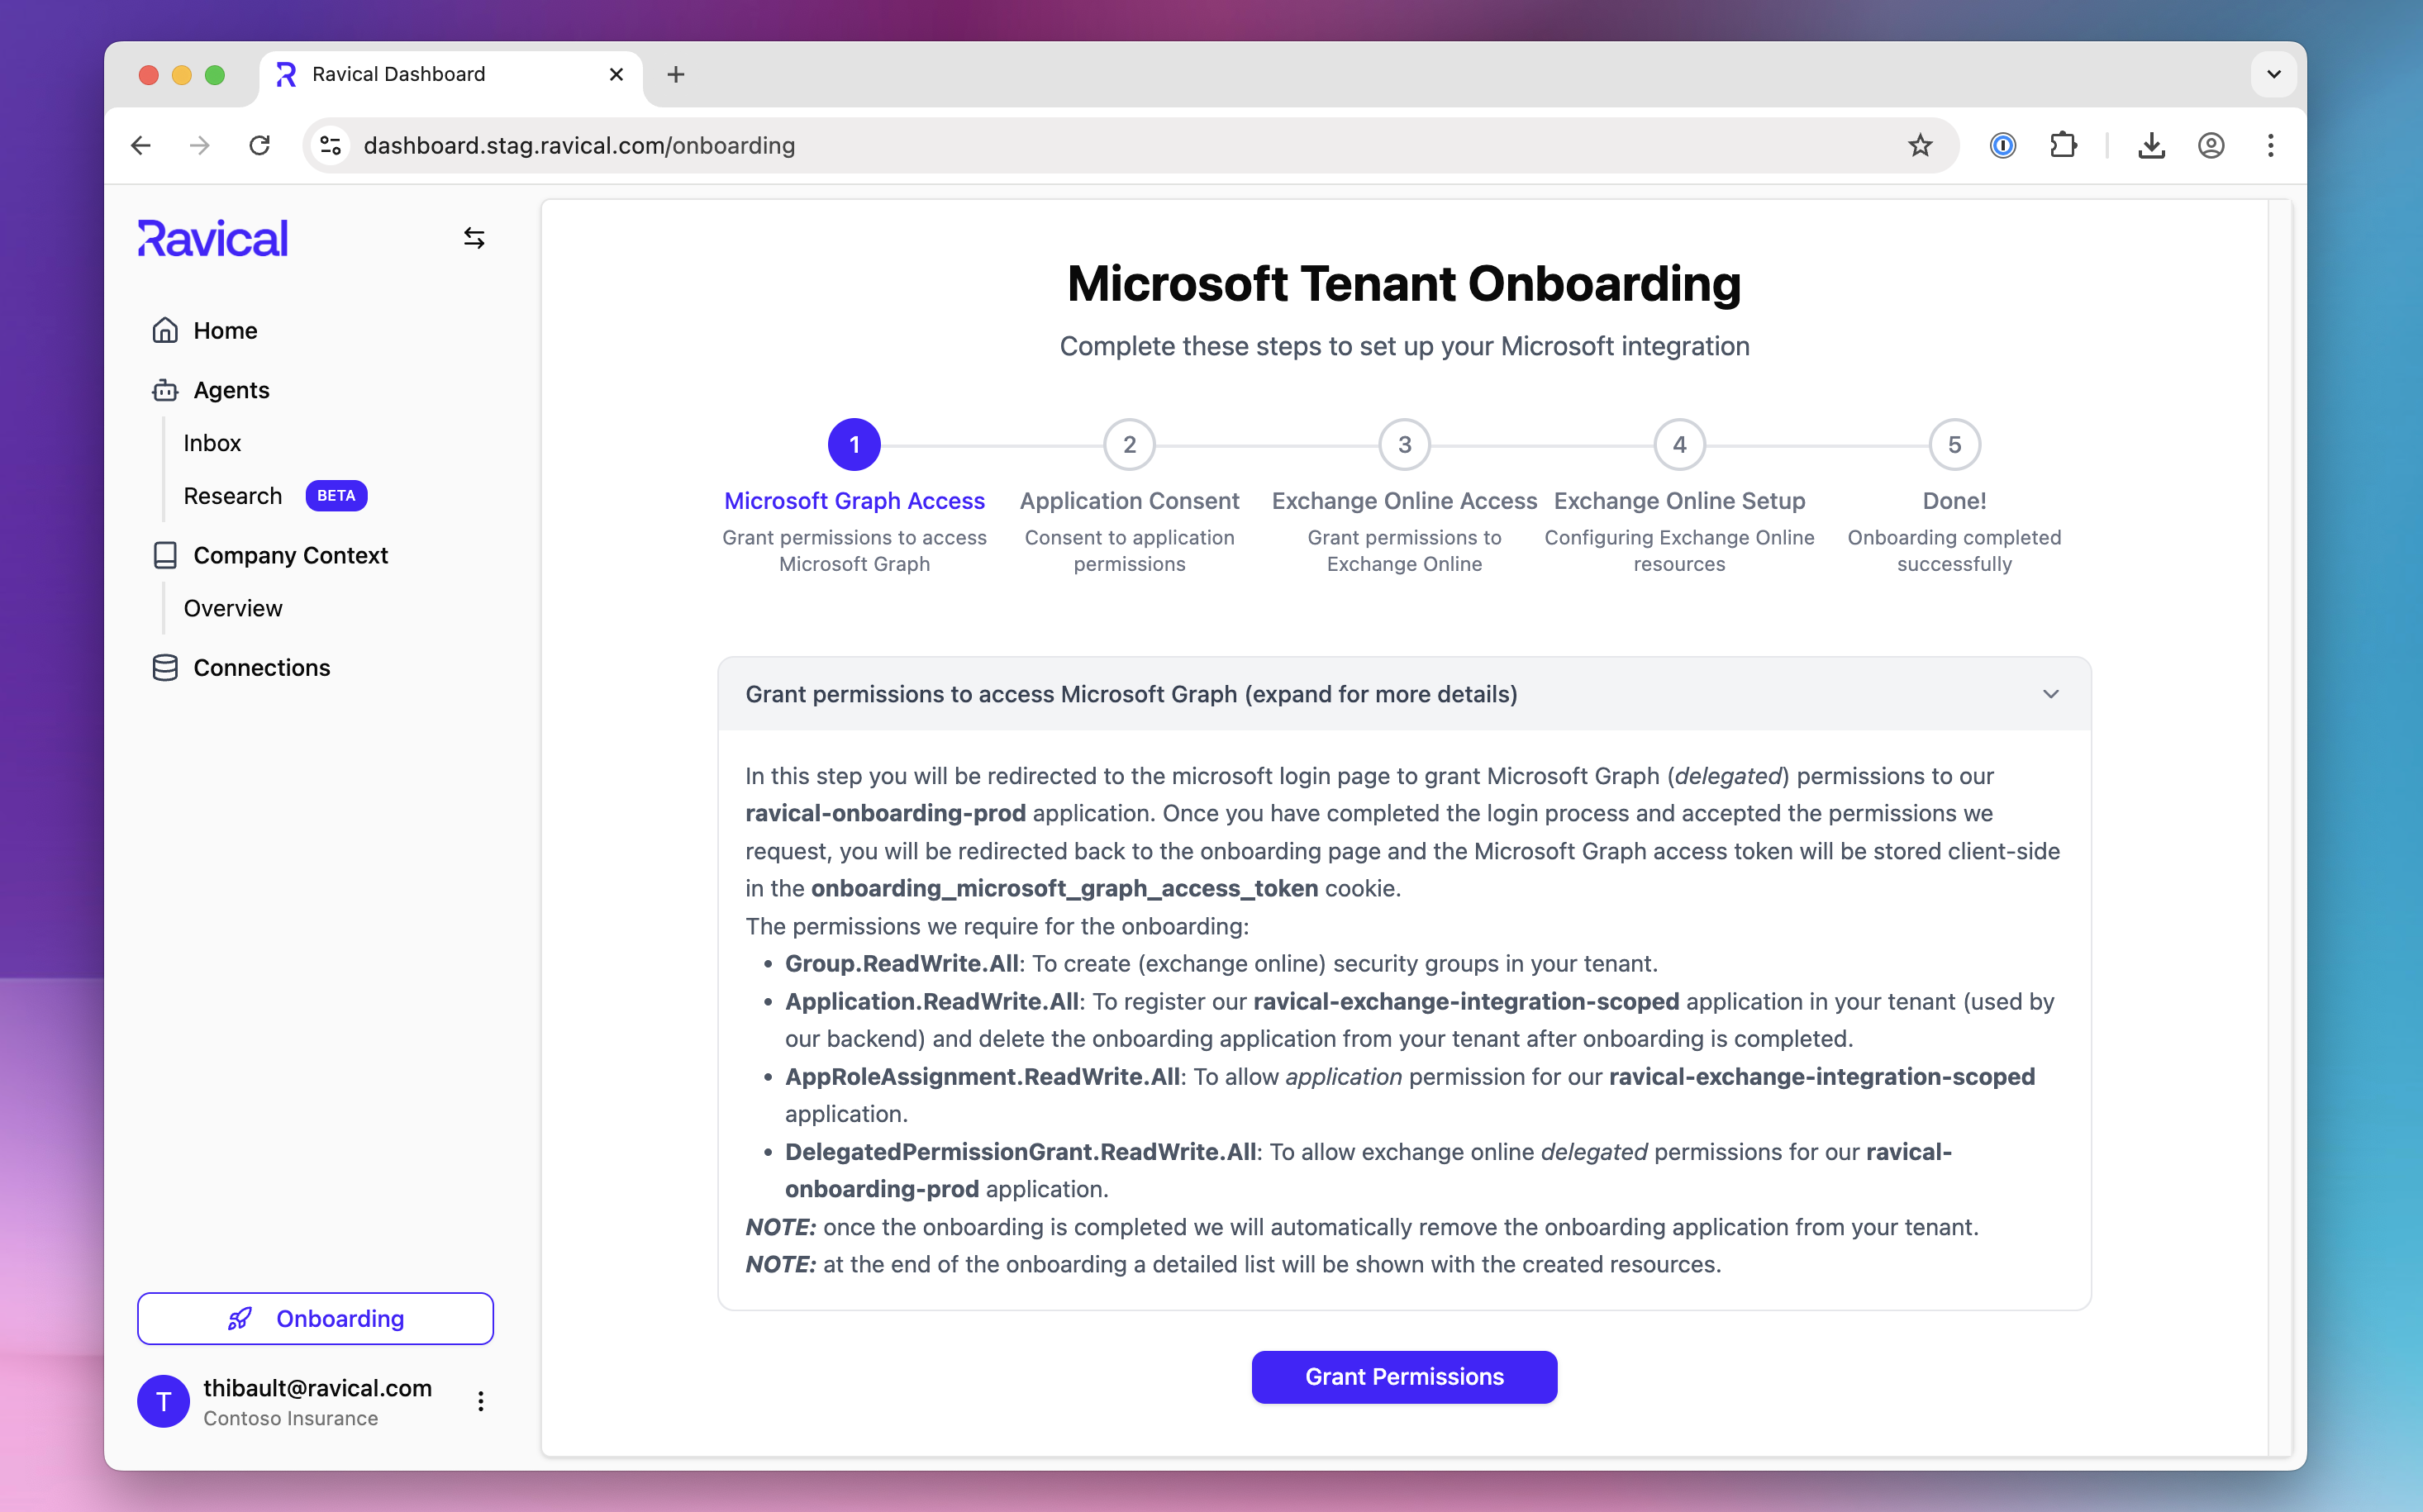 Ravical Dashboard
dashboard.stag.ravical.com/onboarding
Ravical
Home
Agents
Inbox
Research BETA
Company Context
Overview
Connections
Onboarding
T
thibault@ravical.com
Contoso Insurance
Microsoft Tenant Onboarding
Complete these steps to set up your Microsoft integration
1 2 3 4 5
Microsoft Graph Access Application Consent Exchange Online Access Exchange Online Setup Done!
Grant permissions to access Consent to application Grant permissions to Configuring Exchange Online Onboarding completed
Microsoft Graph permissions Exchange Online resources successfully
Grant permissions to access Microsoft Graph (expand for more details)
In this step you will be redirected to the microsoft login page to grant Microsoft Graph (delegated) permissions to our
ravical-onboarding-prod application. Once you have completed the login process and accepted the permissions we
request, you will be redirected back to the onboarding page and the Microsoft Graph access token will be stored client-side
in the onboarding_microsoft_graph_access_token cookie.
The permissions we require for the onboarding:
• Group.ReadWrite.All: To create (exchange online) security groups in your tenant.
• Application.ReadWrite.All: To register our ravical-exchange-integration-scoped application in your tenant (used by
our backend) and delete the onboarding application from your tenant after onboarding is completed.
• AppRoleAssignment.ReadWrite.All: To allow application permission for our ravical-exchange-integration-scoped
application.
• DelegatedPermissionGrant.ReadWrite.All: To allow exchange online delegated permissions for our ravical-
onboarding-prod application.
NOTE: once the onboarding is completed we will automatically remove the onboarding application from your tenant.
NOTE: at the end of the onboarding a detailed list will be shown with the created resources.
Grant Permissions